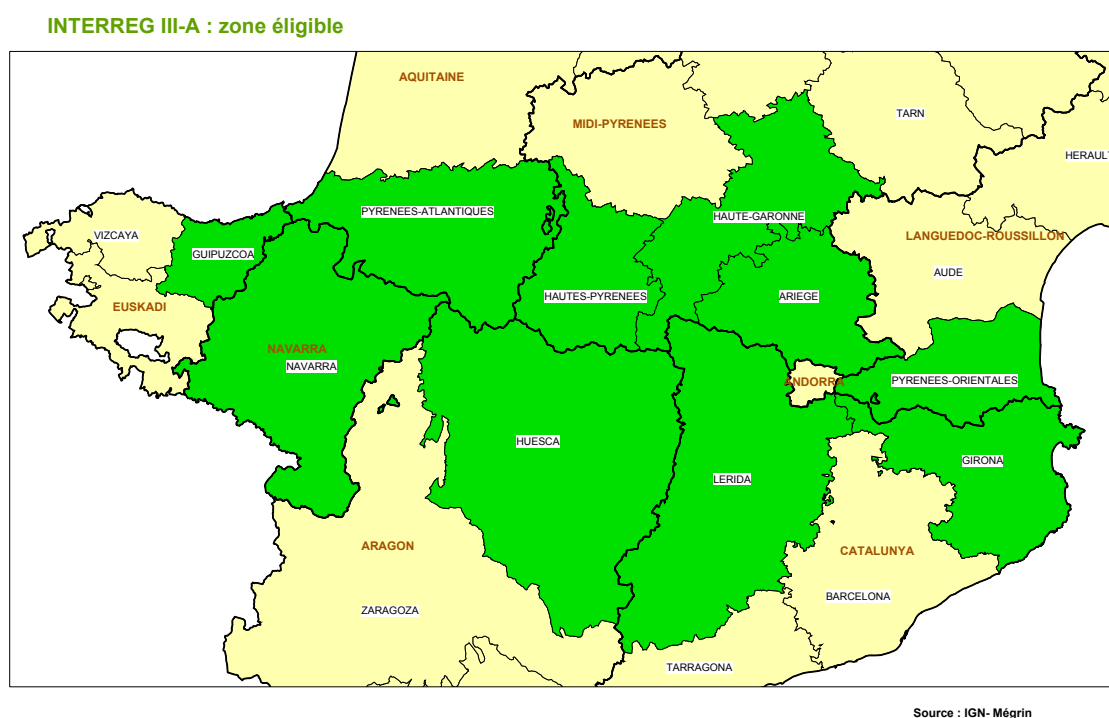 INTERREG III-A : zone éligible
AQUITAINE
MIDI-PYRENEES
TARN
HERAULT
PYRENEES-ATLANTIQUES
HAUTE-GARONNE
VIZCAYA
GUIPUZCOA
LANGUEDOC-ROUSSILLON
AUDE
EUSKADI
HAUTES-PYRENEES
ARIEGE
NAVARRA
NAVARRA
ANDORRA
PYRENEES-ORIENTALES
HUESCA
LERIDA
GIRONA
ARAGON
CATALUNYA
ZARAGOZA
BARCELONA
TARRAGONA
Source : IGN- Mégrin